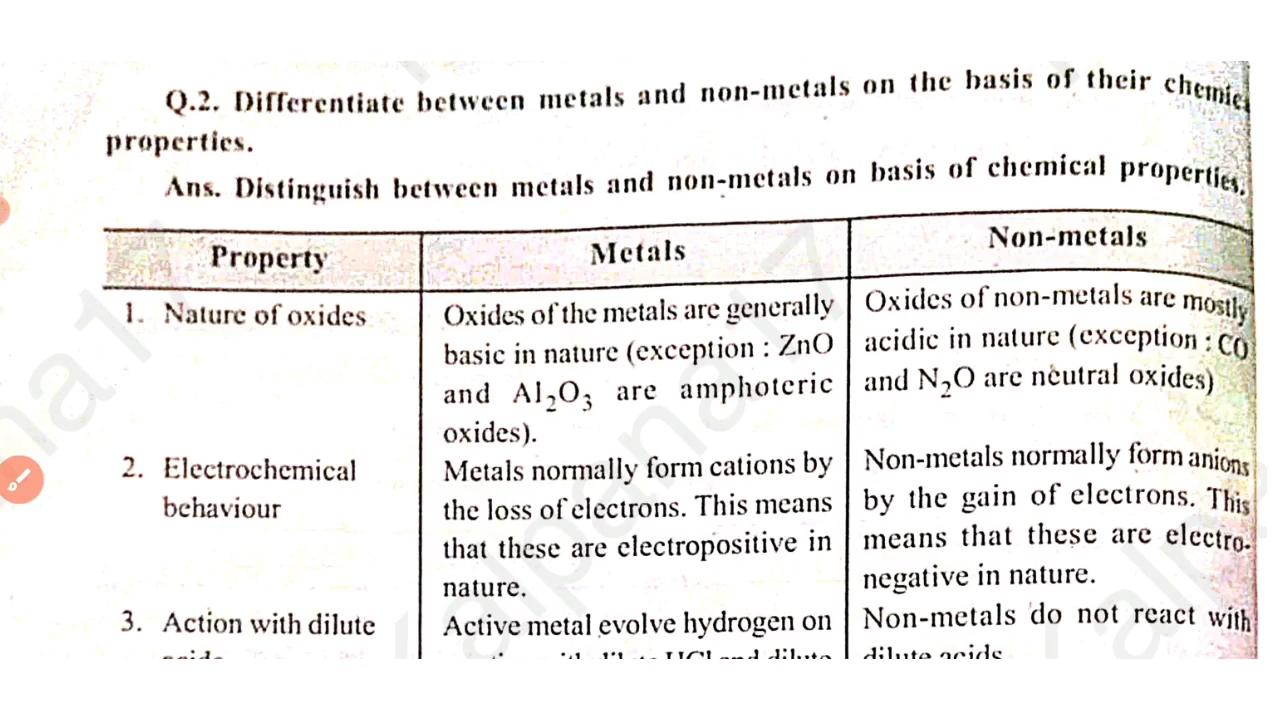 Q.2. Differentiate between metals and non-metals on the basis of their chemic
properties.
Ans. Distinguish between metals and non-metals on basis of chemical properties.
Property
Metals
Non-metals
1. Nature of oxides
Oxides of the metals are generally
basic in nature (exception : ZnO
and Al₂O₃ are amphoteric
oxides).
Oxides of non-metals are mostly
acidic in nature (exception : CO
and N₂O are neutral oxides)
2. Electrochemical
behaviour
Metals normally form cations by
the loss of electrons. This means
that these are electropositive in
nature.
Non-metals normally form anions
by the gain of electrons. This
means that these are electro-
negative in nature.
3. Action with dilute
Active metal evolve hydrogen on
HCl and dilute
Non-metals do not react with
dilute acids